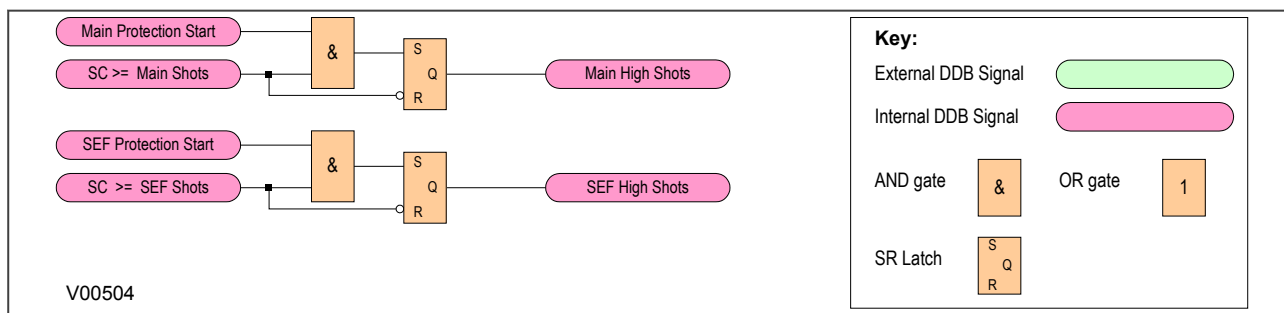 Main Protection Start
&
SC >= Main Shots
S
Q
R
Main High Shots
SEF Protection Start
&
SC >= SEF Shots
S
Q
R
SEF High Shots
V00504
Key:
External DDB Signal
Internal DDB Signal
AND gate
&
OR gate
1
SR Latch
S
Q
R